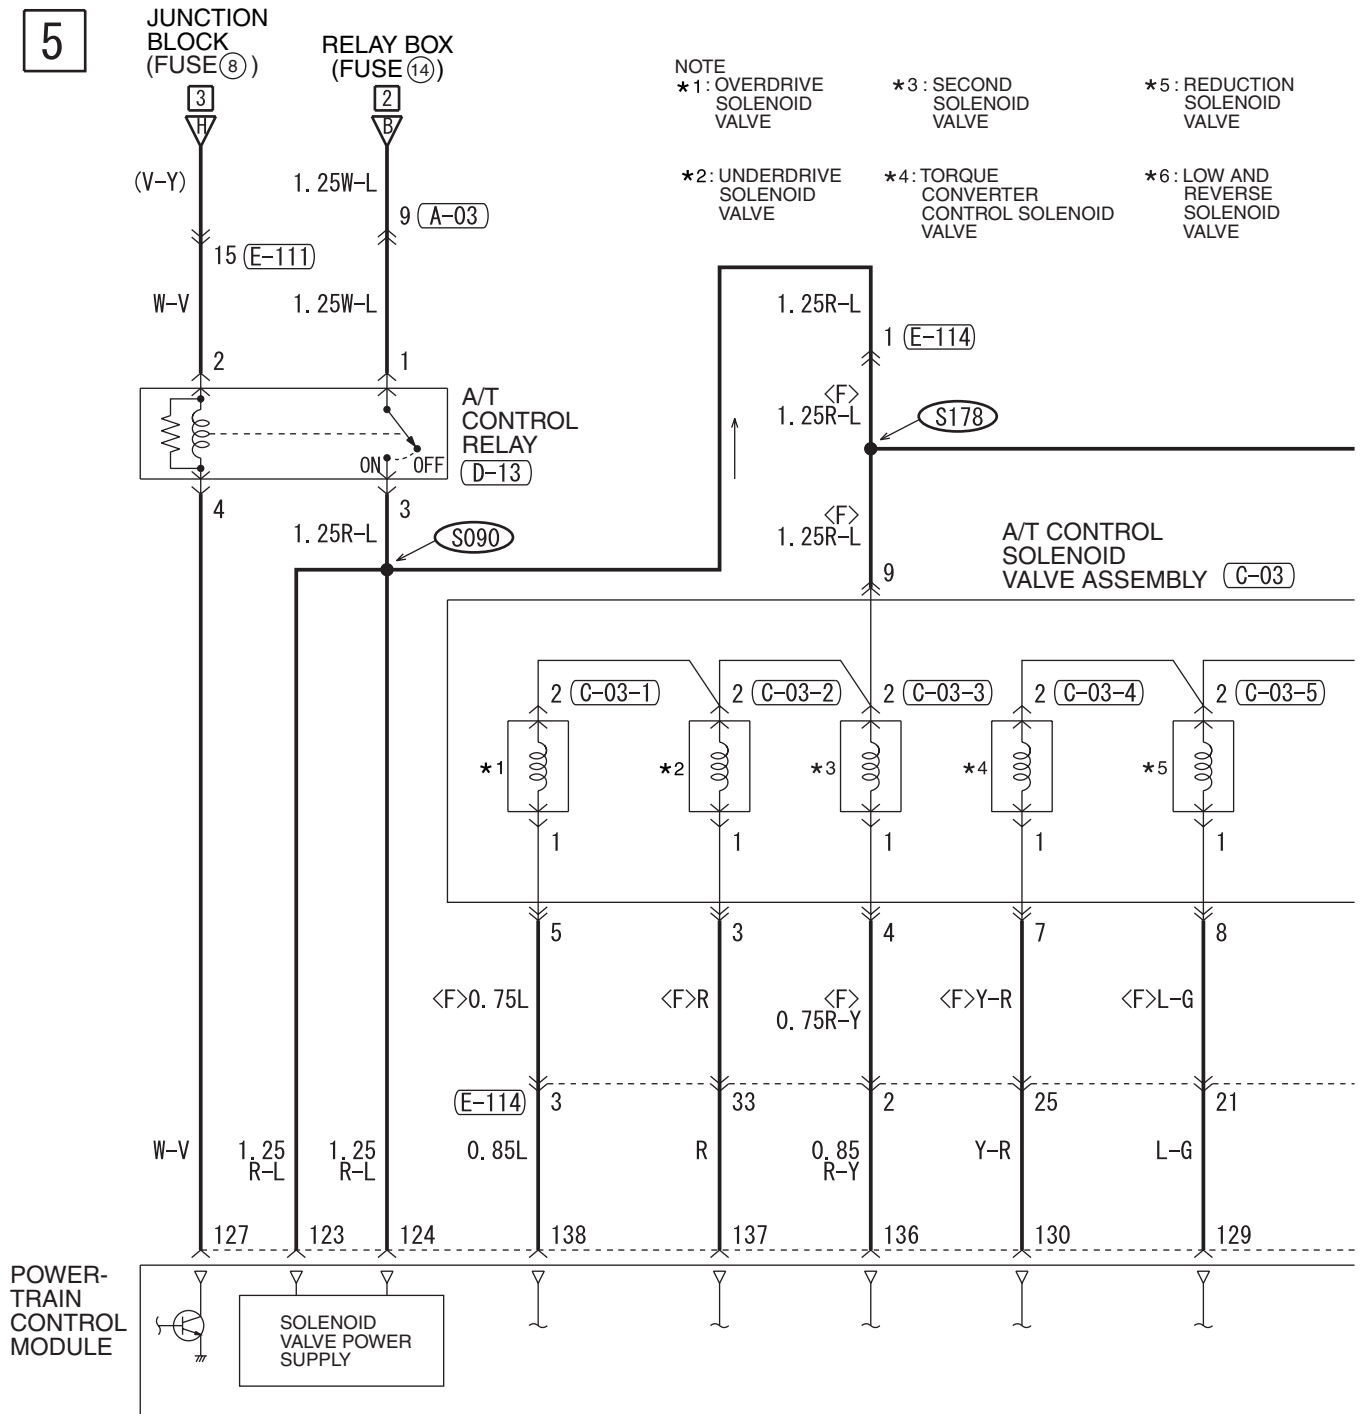 5
JUNCTION
BLOCK
(FUSE 8)
3
H
RELAY BOX
(FUSE 14)
2
B
NOTE
*1: OVERDRIVE
SOLENOID
VALVE
*3: SECOND
SOLENOID
VALVE
*5: REDUCTION
SOLENOID
VALVE
*2: UNDERDRIVE
SOLENOID
VALVE
*4: TORQUE
CONVERTER
CONTROL SOLENOID
VALVE
*6: LOW AND
REVERSE
SOLENOID
VALVE
(V-Y)
1.25W-L
9 A-03
15 E-111
W-V
1.25W-L
1.25R-L
1 E-114
2
1
A/T
CONTROL
RELAY
D-13
ON
OFF
<F>
1.25R-L
S178
4
3
1.25R-L
S090
<F>
1.25R-L
9
A/T CONTROL
SOLENOID
VALVE ASSEMBLY C-03
2 C-03-1
2 C-03-2
2 C-03-3
2 C-03-4
2 C-03-5
*1
*2
*3
*4
*5
1
1
1
1
1
5
3
4
7
8
<F>0.75L
<F>R
<F>
0.75R-Y
<F>Y-R
<F>L-G
E-114 3
33
2
25
21
W-V
1.25
R-L
1.25
R-L
0.85L
R
0.85
R-Y
Y-R
L-G
127
123
124
138
137
136
130
129
POWER-
TRAIN
CONTROL
MODULE
SOLENOID
VALVE POWER
SUPPLY